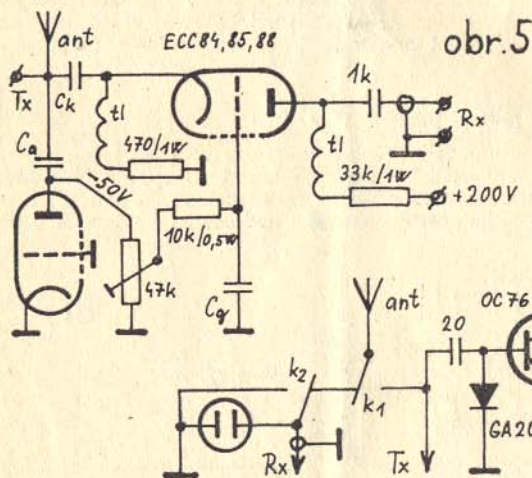 obr.5
ant
ECC84,85,88
Tx
Ck
tl
470/1W
1k
Rx
tl
33k/1W
+200V
Ca
-50V
10k/0,5W
47k
Cg
ant
OC76
k2
k1
20
Rx
Tx